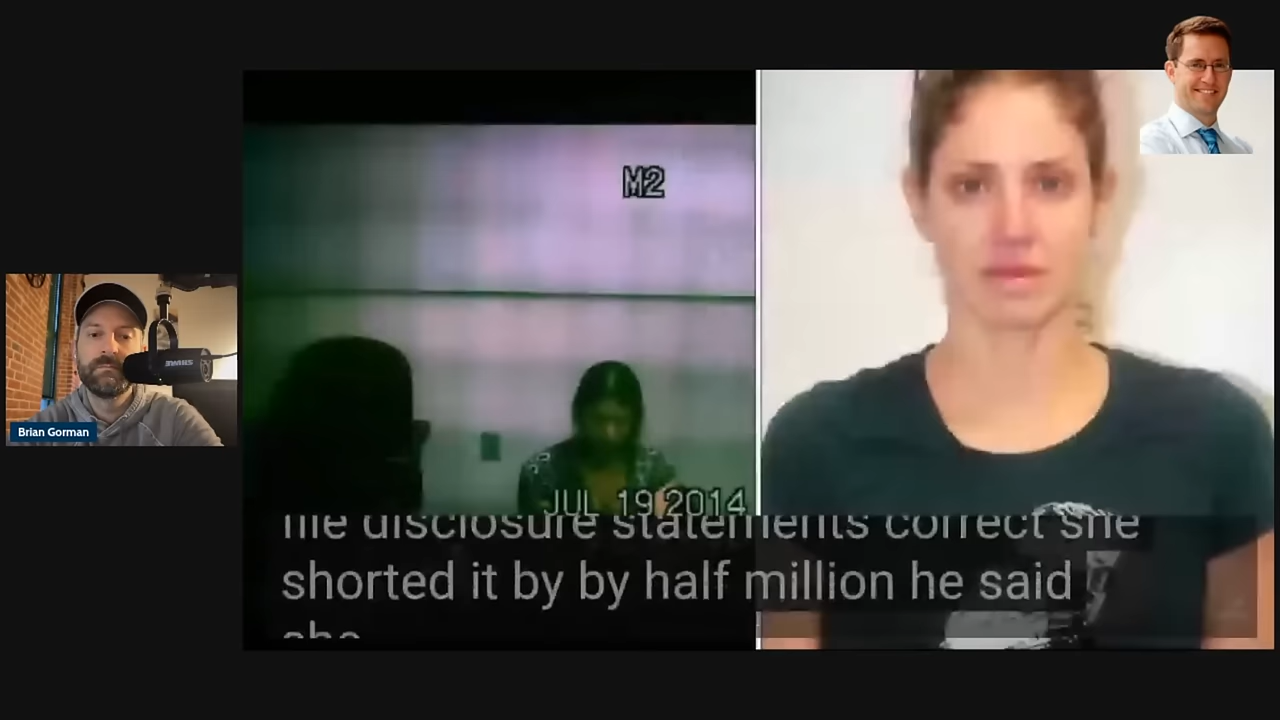 M2
SHURE
Brian Gorman
JUL 19 2014
file disclosure statements correct she
shorted it by by half million he said
she